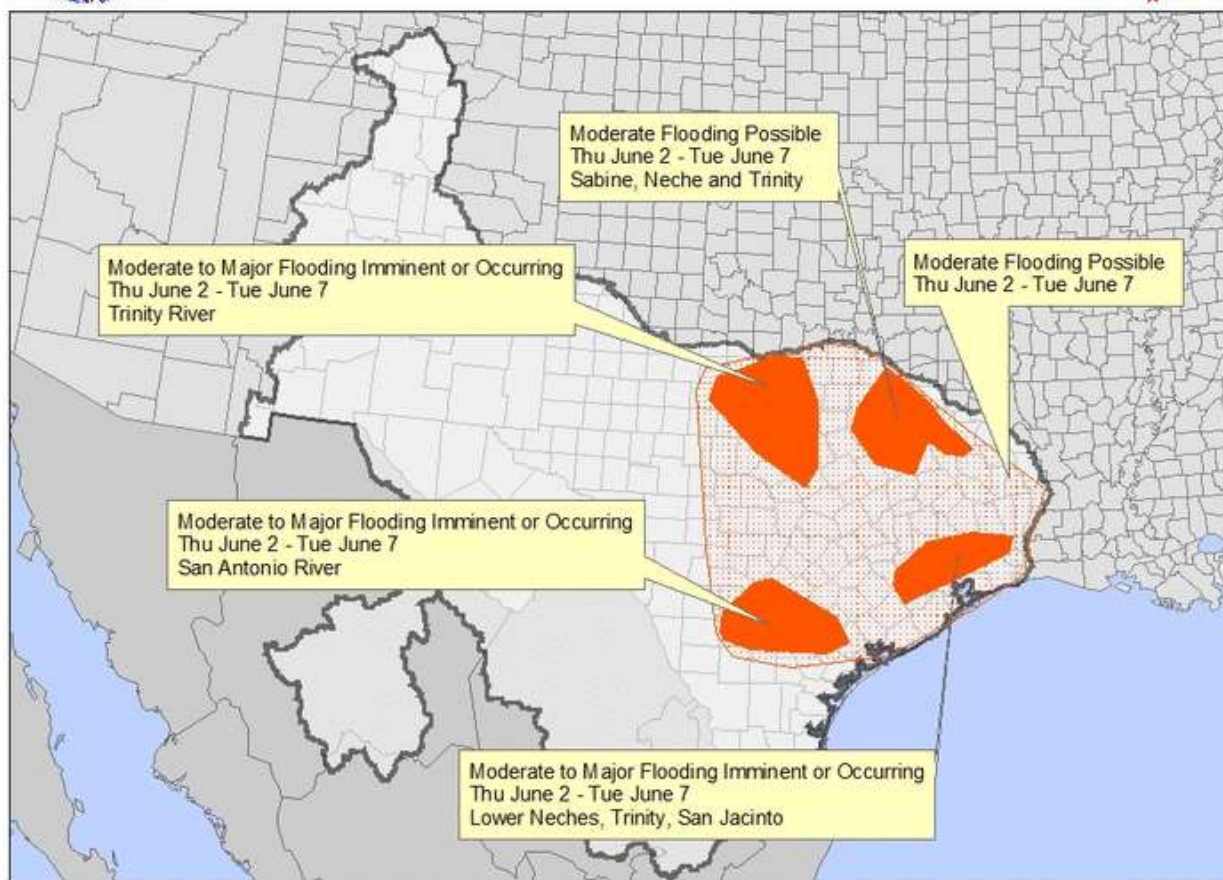 Moderate Flooding Possible
Thu June 2 - Tue June 7
Sabine, Neche and Trinity
Moderate to Major Flooding Imminent or Occurring
Thu June 2 - Tue June 7
Trinity River
Moderate Flooding Possible
Thu June 2 - Tue June 7
Moderate to Major Flooding Imminent or Occurring
Thu June 2 - Tue June 7
San Antonio River
Moderate to Major Flooding Imminent or Occurring
Thu June 2 - Tue June 7
Lower Neches, Trinity, San Jacinto